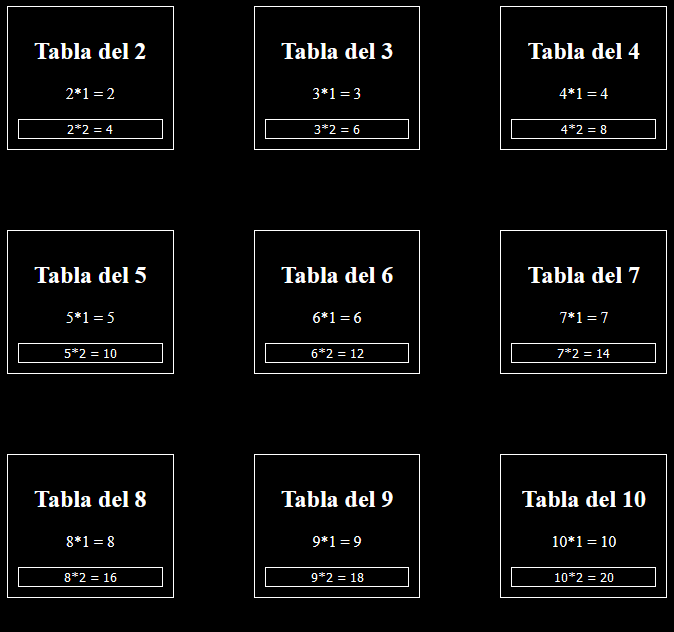 Tabla del 2
2*1 = 2
2*2 = 4
Tabla del 3
3*1 = 3
3*2 = 6
Tabla del 4
4*1 = 4
4*2 = 8
Tabla del 5
5*1 = 5
5*2 = 10
Tabla del 6
6*1 = 6
6*2 = 12
Tabla del 7
7*1 = 7
7*2 = 14
Tabla del 8
8*1 = 8
8*2 = 16
Tabla del 9
9*1 = 9
9*2 = 18
Tabla del 10
10*1 = 10
10*2 = 20